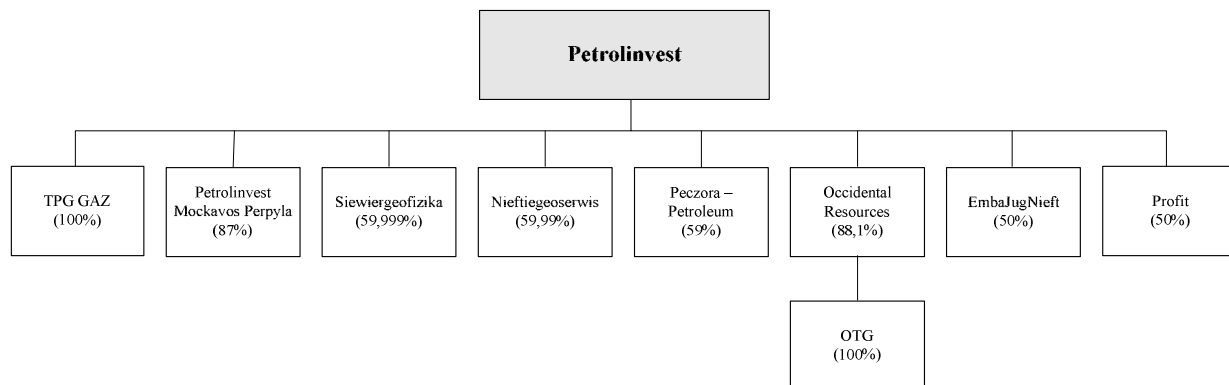 Petrolinvest
TPG GAZ
(100%)
Petrolinvest
Mockavos Perpyla
(87%)
Siewiergeofizika
(59,999%)
Nieftiegeoserwis
(59,99%)
Peczora –
Petroleum
(59%)
Occidental
Resources
(88,1%)
EmbaJugNieft
(50%)
Profit
(50%)
OTG
(100%)